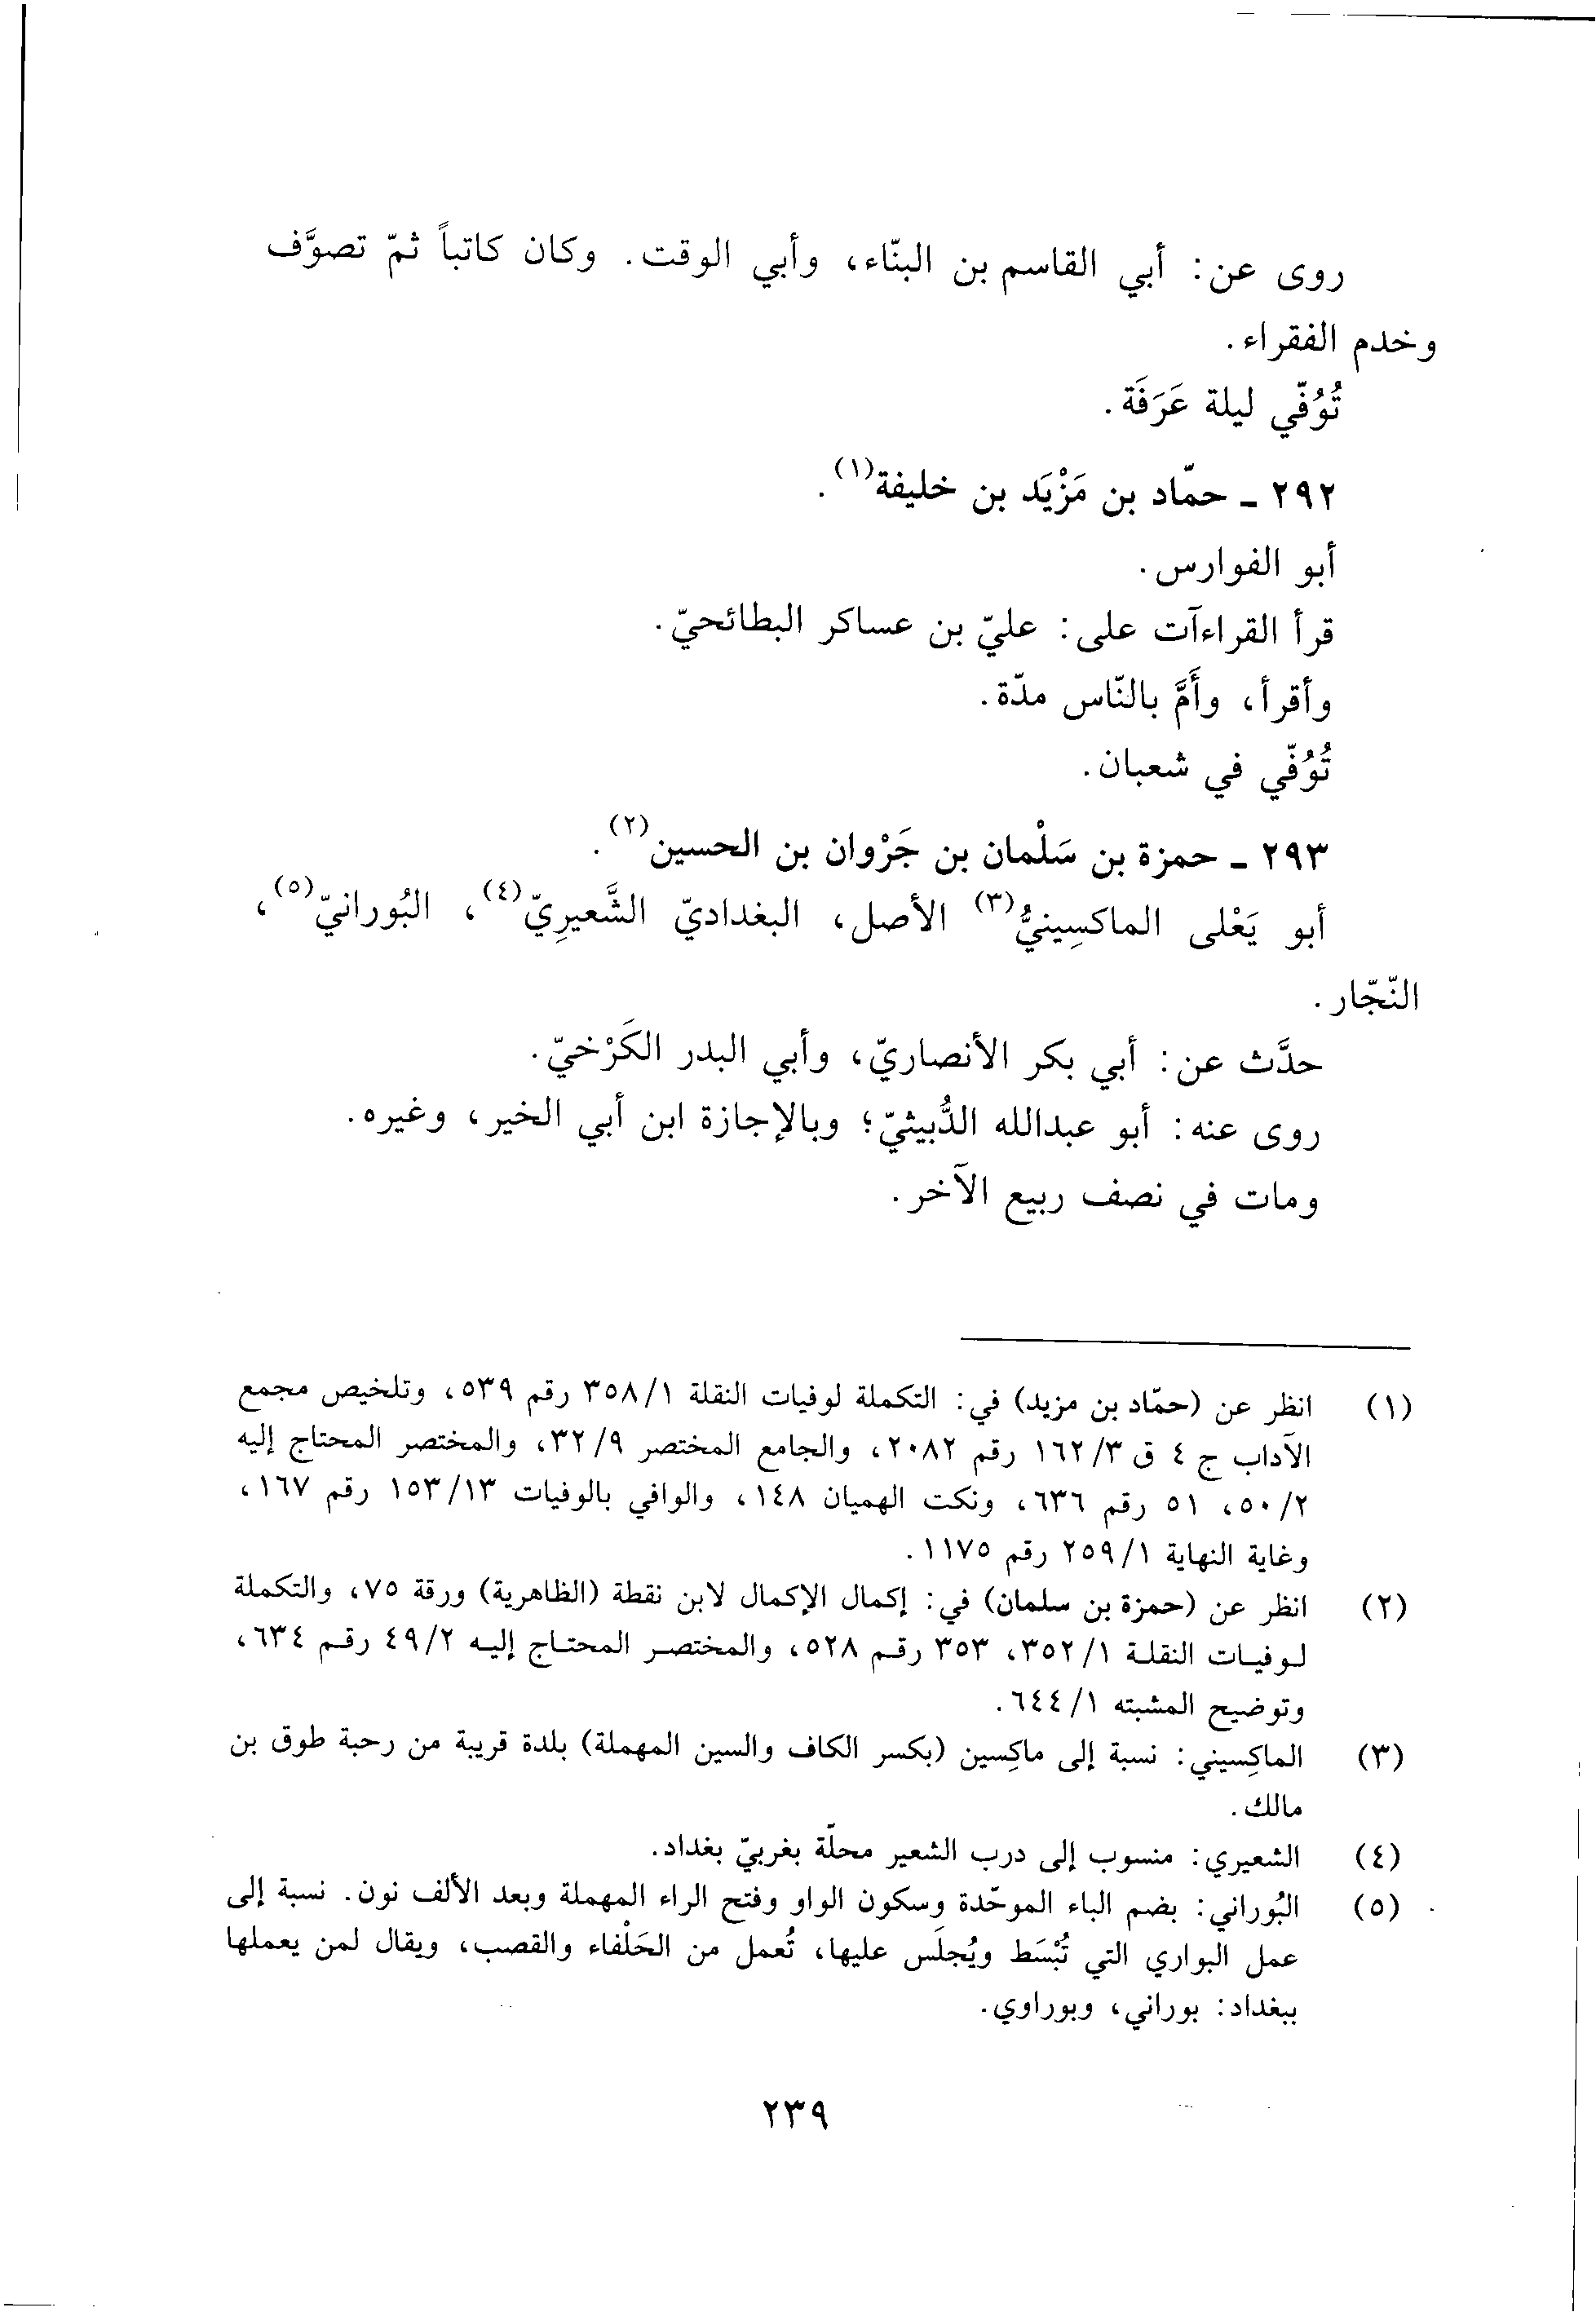 روى عن: أبي القاسم بن البنّاء، وأبي الوقت. وكان كاتباً ثمّ تصوَّف
وخدم الفقراء.
تُوُفّي ليلة عَرَفَة.
٢٩٢ ـ حمّاد بن مَزْيَد بن خليفة(١).
أبو الفوارس.
قرأ القراءآت على: عليّ بن عساكر البطائحيّ.
وأقرأ، وأَمَّ بالنّاس مدّة.
تُوُفّي في شعبان.
٢٩٣ ـ حمزة بن سَلْمان بن جَرْوان بن الحسين(٢).
أبو يَعْلى الماكسِينيُّ(٣) الأصل، البغداديّ الشَّعيرِيّ(٤)، البُورانيّ(٥)،
النّجّار.
حدَّث عن: أبي بكر الأنصاريّ، وأبي البدر الكَرْخيّ.
روى عنه: أبو عبدالله الدُّبيثيّ؛ وبالإجازة ابن أبي الخير، وغيره.
ومات في نصف ربيع الآخر.
(١) انظر عن (حمّاد بن مزيد) في: التكملة لوفيات النقلة ٣٥٨/١ رقم ٥٣٩، وتلخيص مجمع
الآداب ج ٤ ق ١٦٢/٣ رقم ٢٠٨٢، والجامع المختصر ٣٢/٩، والمختصر المحتاج إليه
٥٠/٢، ٥١ رقم ٦٣٦، ونكت الهميان ١٤٨، والوافي بالوفيات ١٥٣/١٣ رقم ١٦٧،
وغاية النهاية ٢٥٩/١ رقم ١١٧٥.
(٢) انظر عن (حمزة بن سلمان) في: إكمال الإكمال لابن نقطة (الظاهرية) ورقة ٧٥، والتكملة
لوفيات النقلة ٣٥٢/١، ٣٥٣ رقم ٥٢٨، والمختصر المحتاج إليه ٤٩/٢ رقم ٦٣٤،
وتوضيح المشبته ٦٤٤/١.
(٣) الماكِسيني: نسبة إلى ماكِسين (بكسر الكاف والسين المهملة) بلدة قريبة من رحبة طوق بن
مالك.
(٤) الشعيري: منسوب إلى درب الشعير محلّة بغربيّ بغداد.
(٥) البُوراني: بضم الباء الموحّدة وسكون الواو وفتح الراء المهملة وبعد الألف نون. نسبة إلى
عمل البواري التي تُبْسَط ويُجلَس عليها، تُعمل من الحَلْفاء والقصب، ويقال لمن يعملها
ببغداد: بوراني، وبوراوي.
٢٣٩